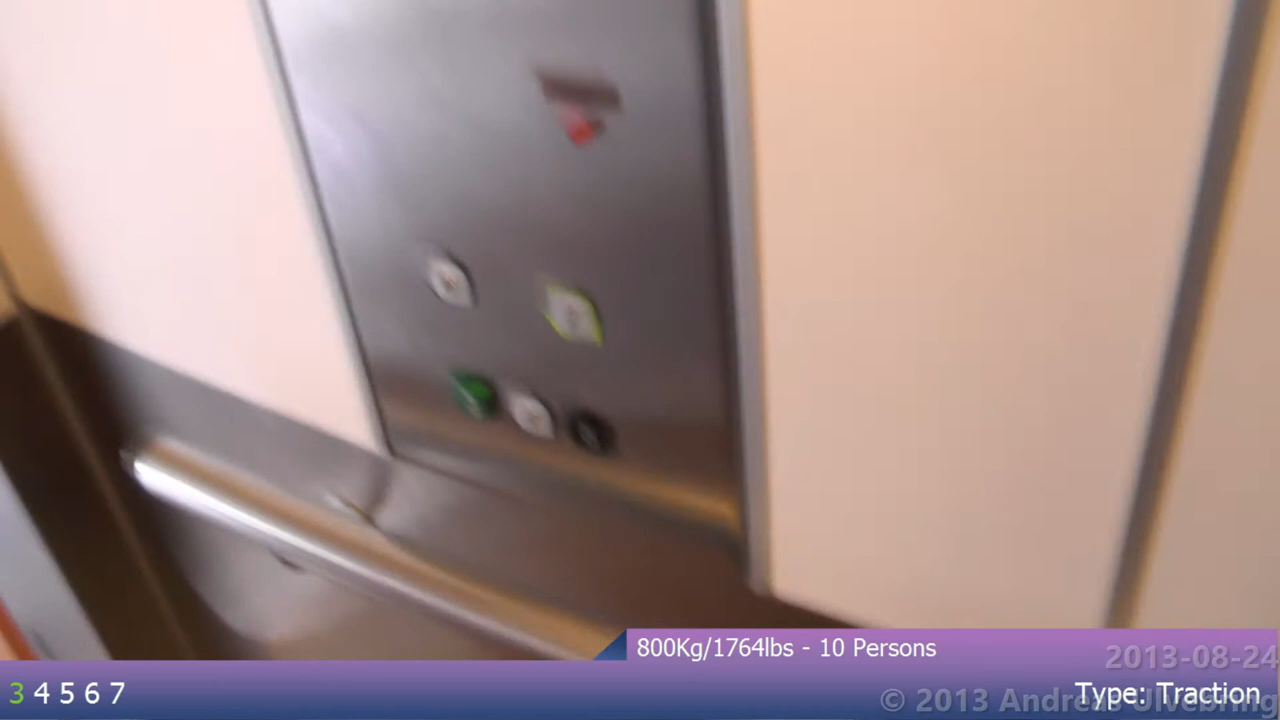 800Kg/1764lbs - 10 Persons
2013-08-24
3 4 5 6 7
Type: Traction
© 2013 Andreas Ulvebring